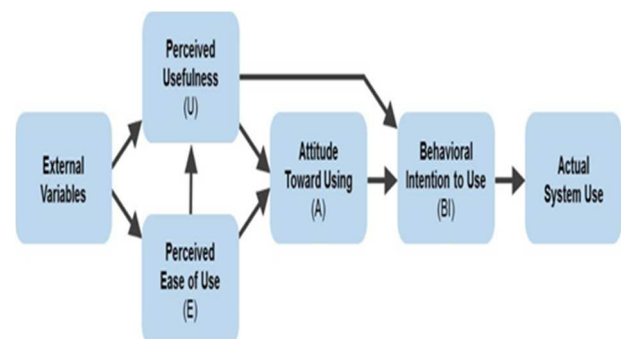 Perceived
Usefulness
(U)
External
Variables
Perceived
Ease of Use
(E)
Attitude
Toward Using
(A)
Behavioral
Intention to Use
(BI)
Actual
System Use